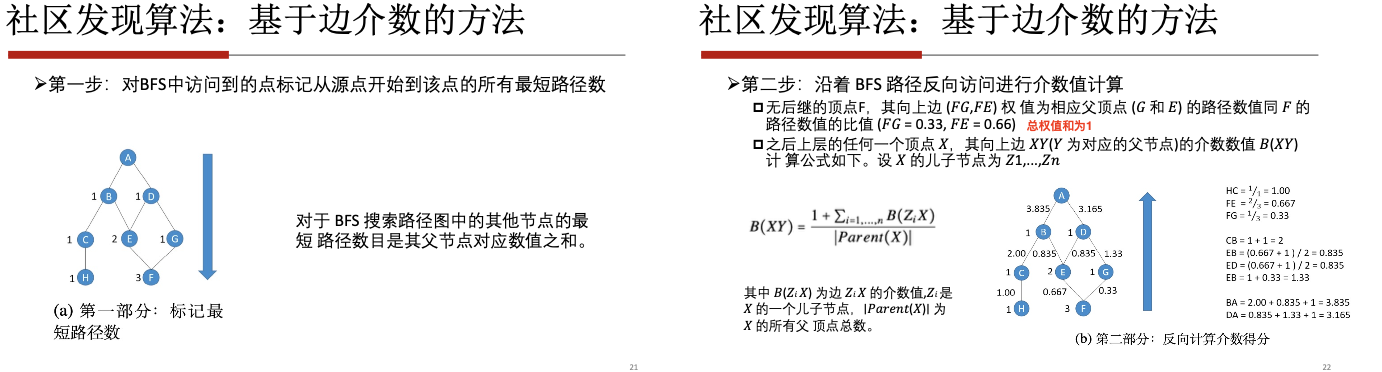 社区发现算法：基于边介数的方法
➢第一步：对BFS中访问到的点标记从源点开始到该点的所有最短路径数
A
1 B 1 D
1 C 2 E 1 G
1 H 3 F
对于 BFS 搜索路径图中的其他节点的最
短 路径数目是其父节点对应数值之和。
(a) 第一部分：标记最
短路径数
21
社区发现算法：基于边介数的方法
➢第二步：沿着 BFS 路径反向访问进行介数值计算
无后继的顶点F，其向上边 (FG,FE) 权 值为相应父顶点 (G 和 E) 的路径数值同 F 的
路径数值的比值 (FG = 0.33, FE = 0.66) 总权值和为1
之后上层的任何一个顶点 X，其向上边 XY(Y 为对应的父节点)的介数数值 B(XY)
计 算公式如下。设 X 的儿子节点为 Z1,...,Zn
B(XY) = (1 + ∑i=1,...,n B(ZiX)) / |Parent(X)|
其中 B(ZiX) 为边 ZiX 的介数值,Zi是
X 的一个儿子节点，|Parent(X)| 为
X 的所有父 顶点总数。
A
3.835 3.165
1 B 1 D
2.00 0.835 0.835 1.33
1 C 2 E 1 G
1.00 0.667 0.33
1 H 3 F
HC = 1/1 = 1.00
FE = 2/3 = 0.667
FG = 1/3 = 0.33
CB = 1 + 1 = 2
EB = (0.667 + 1 ) / 2 = 0.835
ED = (0.667 + 1 ) / 2 = 0.835
EB = 1 + 0.33 = 1.33
BA = 2.00 + 0.835 + 1 = 3.835
DA = 0.835 + 1.33 + 1 = 3.165
(b) 第二部分：反向计算介数得分
22